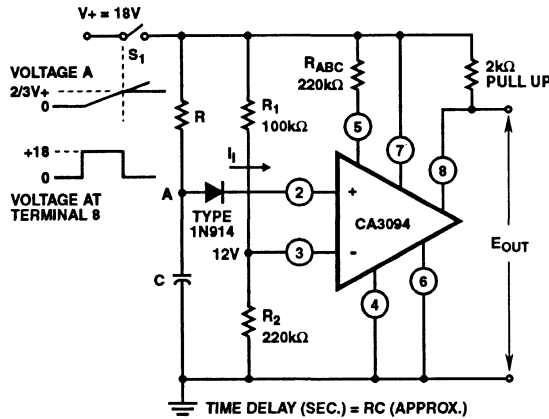 V+ = 18V
S1
VOLTAGE A
2/3V+
0
+18
0
VOLTAGE AT
TERMINAL 8
R
R1
100kΩ
RABC
220kΩ
2kΩ
PULL UP
5
7
8
II
A
TYPE
1N914
2
+
CA3094
12V
3
-
4
6
EOUT
C
R2
220kΩ
TIME DELAY (SEC.) = RC (APPROX.)